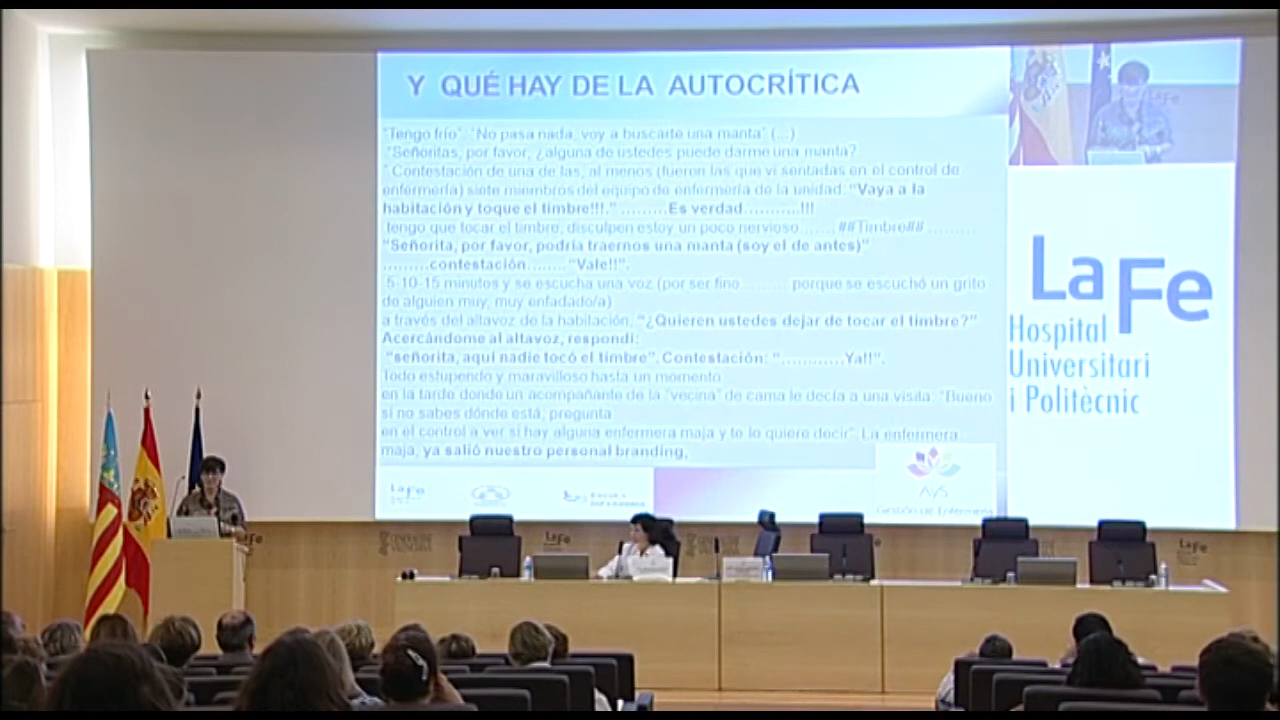 Y QUÉ HAY DE LA AUTOCRÍTICA
"Tengo frío". "No pasa nada, voy a buscarte una manta" (...)
"Señoritas, por favor, ¿alguna de ustedes puede darme una manta?
" Contestación de una de las, al menos (fueron las que vi sentadas en el control de
enfermería) siete miembros del equipo de enfermería de la unidad: "Vaya a la
habitación y toque el timbre!!!." .........Es verdad...........!!!
tengo que tocar el timbre, disculpen estoy un poco nervioso....... ##Timbre## .........
"Señorita, por favor, podría traernos una manta (soy el de antes)"
.........contestación........ "Vale!!".
5-10-15 minutos y se escucha una voz (por ser fino......... porque se escuchó un grito
de alguien muy, muy enfadado/a)
a través del altavoz de la habitación, "¿Quieren ustedes dejar de tocar el timbre?"
Acercándome al altavoz, respondí:
"señorita, aquí nadie tocó el timbre". Contestación: "............Ya!!".
Todo estupendo y maravilloso hasta un momento
en la tarde donde un acompañante de la "vecina" de cama le decía a una visita: "Bueno
si no sabes dónde está, pregunta
en el control a ver si hay alguna enfermera maja y te lo quiere decir". La enfermera
maja, ya salió nuestro personal branding,
La Fe
Hospital
Universitari
i Politècnic
La Fe
AyS
Gestión de Enfermería
GENERALITAT
VALENCIANA
La Fe
La Fe